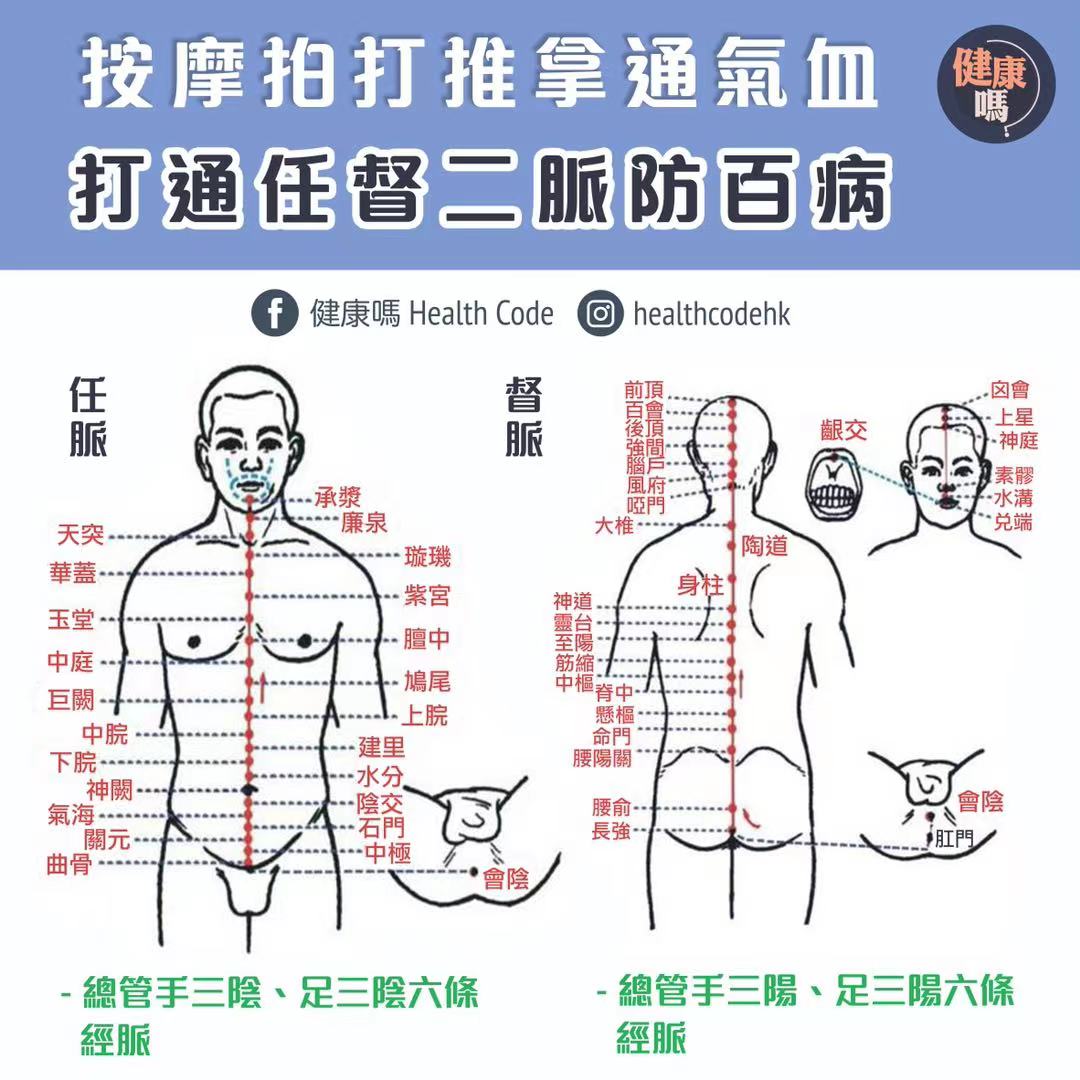 按摩拍打推拿通氣血
打通任督二脈防百病
健康
嗎
健康嗎 Health Code
healthcodehk
任
脈
承漿
廉泉
天突
璇璣
華蓋
紫宮
玉堂
膻中
中庭
鳩尾
巨闕
上脘
中脘
建里
下脘
水分
神闕
陰交
氣海
石門
關元
中極
曲骨
會陰
督
脈
前頂
百會
後頂
強間
腦戶
風府
啞門
大椎
陶道
身柱
神道
靈台
至陽
筋縮
中樞
脊中
懸樞
命門
腰陽關
腰俞
長強
齦交
囟會
上星
神庭
素髎
水溝
兑端
會陰
肛門
- 總管手三陰、足三陰六條
經脈
- 總管手三陽、足三陽六條
經脈